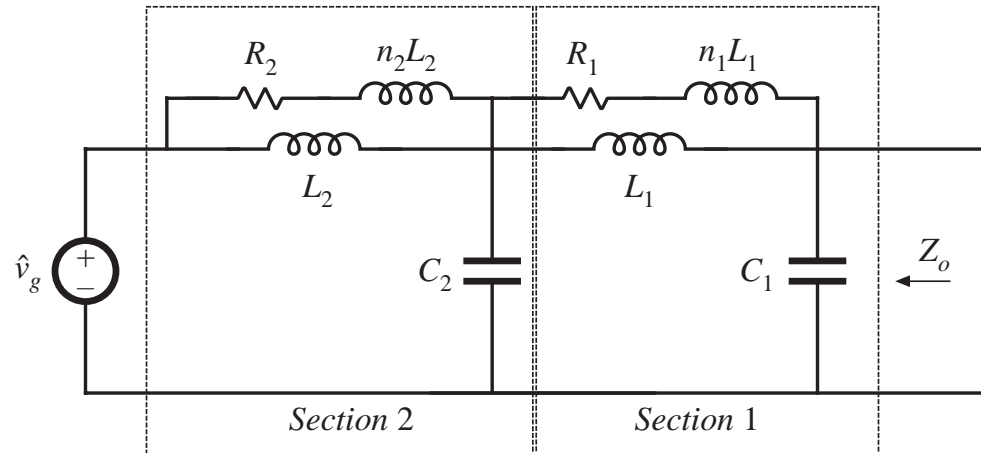 R₂ n₂L₂ R₁ n₁L₁
L₂ L₁
v̂g + − C₂ C₁ Zₒ
Section 2 Section 1